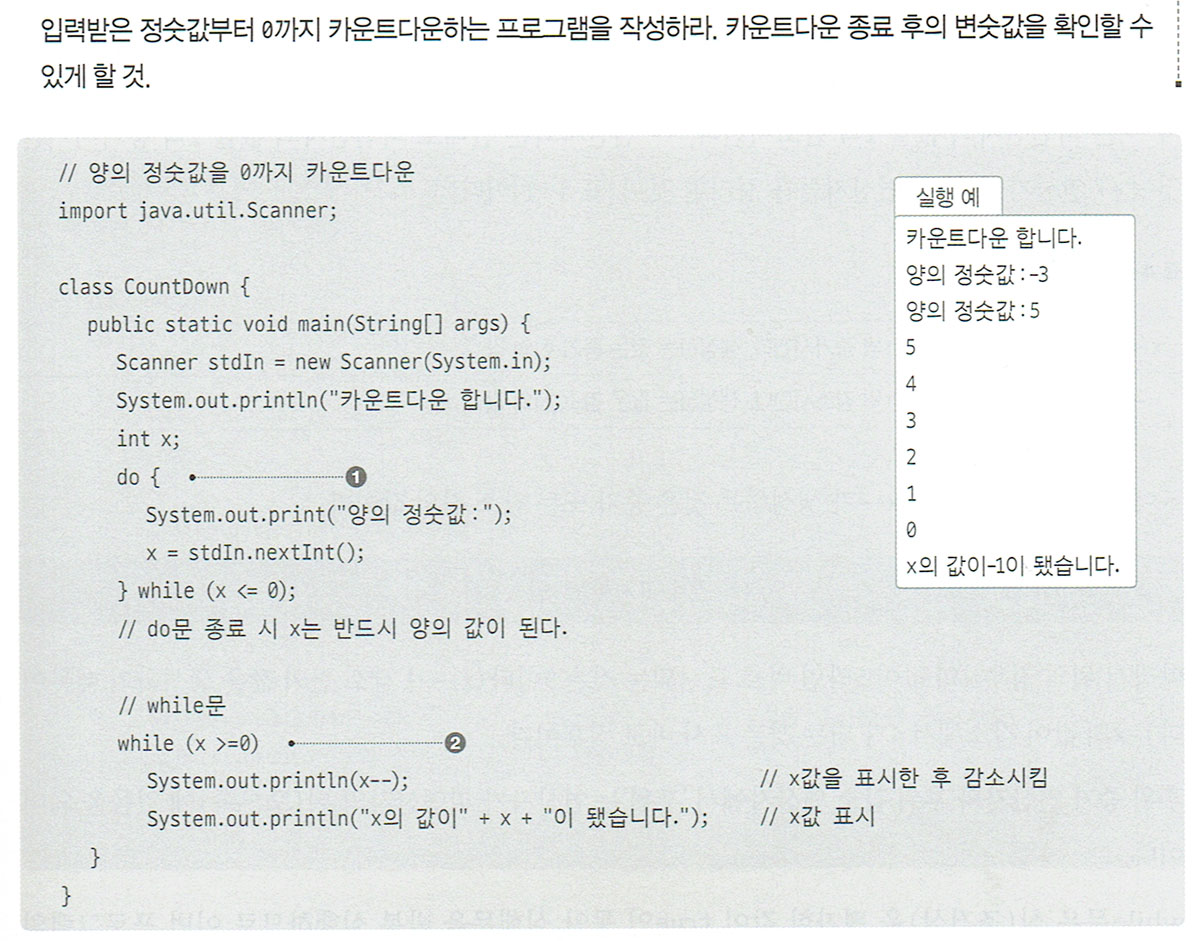 입력받은 정숫값부터 0까지 카운트다운하는 프로그램을 작성하라. 카운트다운 종료 후의 변숫값을 확인할 수
있게 할 것.
// 양의 정숫값을 0까지 카운트다운
import java.util.Scanner;
class CountDown {
public static void main(String[] args) {
Scanner stdIn = new Scanner(System.in);
System.out.println("카운트다운 합니다.");
int x;
do { 1
System.out.print("양의 정숫값:");
x = stdIn.nextInt();
} while (x <= 0);
// do문 종료 시 x는 반드시 양의 값이 된다.
// while문
while (x >=0) 2
System.out.println(x--); // x값을 표시한 후 감소시킴
System.out.println("x의 값이" + x + "이 됐습니다."); // x값 표시
}
}
실행 예
카운트다운 합니다.
양의 정숫값:-3
양의 정숫값:5
5
4
3
2
1
0
x의 값이-1이 됐습니다.